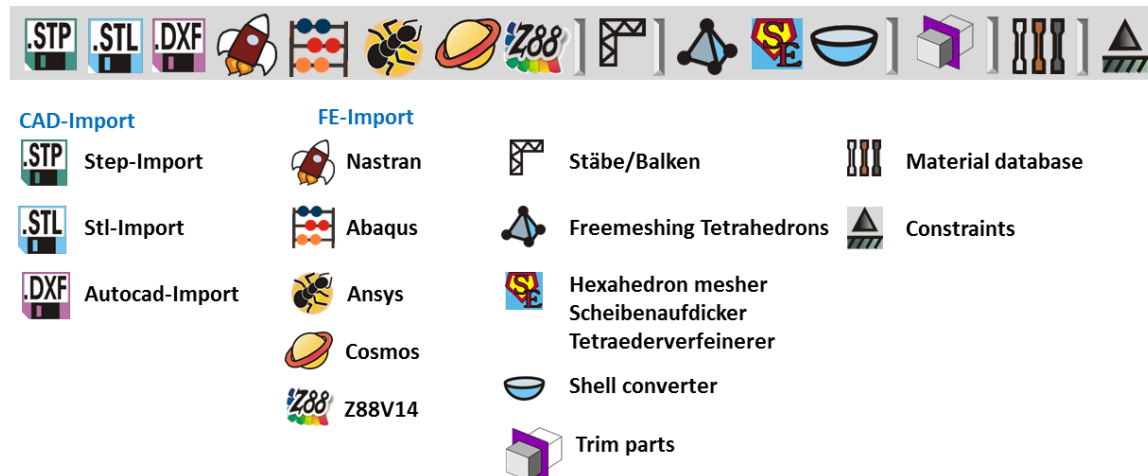 .STP .STL .DXF Z88 S E
CAD-Import
FE-Import
.STP Step-Import
Nastran
Stäbe/Balken
Material database
.STL Stl-Import
Abaqus
Freemeshing Tetrahedrons
Constraints
.DXF Autocad-Import
Ansys
S E Hexahedron mesher
Scheibenaufdicker
Tetraederverfeinerer
Cosmos
Shell converter
Z88 Z88V14
Trim parts